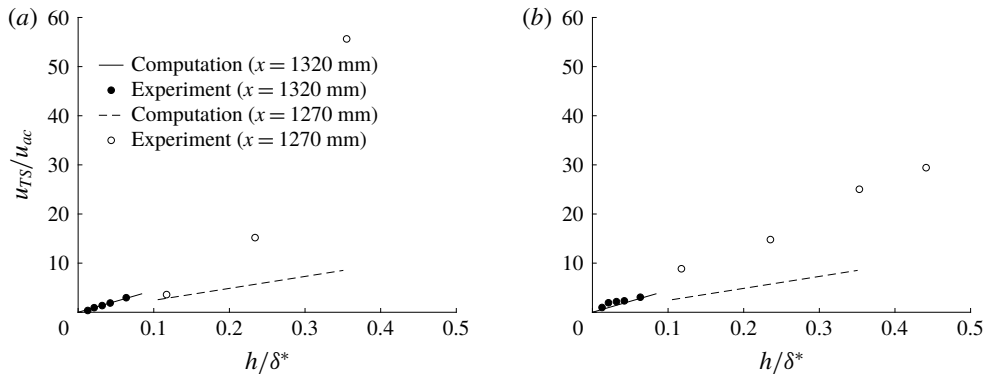 (a)
60
50
40
30
20
10
0
u_TS/u_ac
Computation (x = 1320 mm)
Experiment (x = 1320 mm)
Computation (x = 1270 mm)
Experiment (x = 1270 mm)
0.1 0.2 0.3 0.4 0.5
h/δ*
(b)
60
50
40
30
20
10
0
0.1 0.2 0.3 0.4 0.5
h/δ*